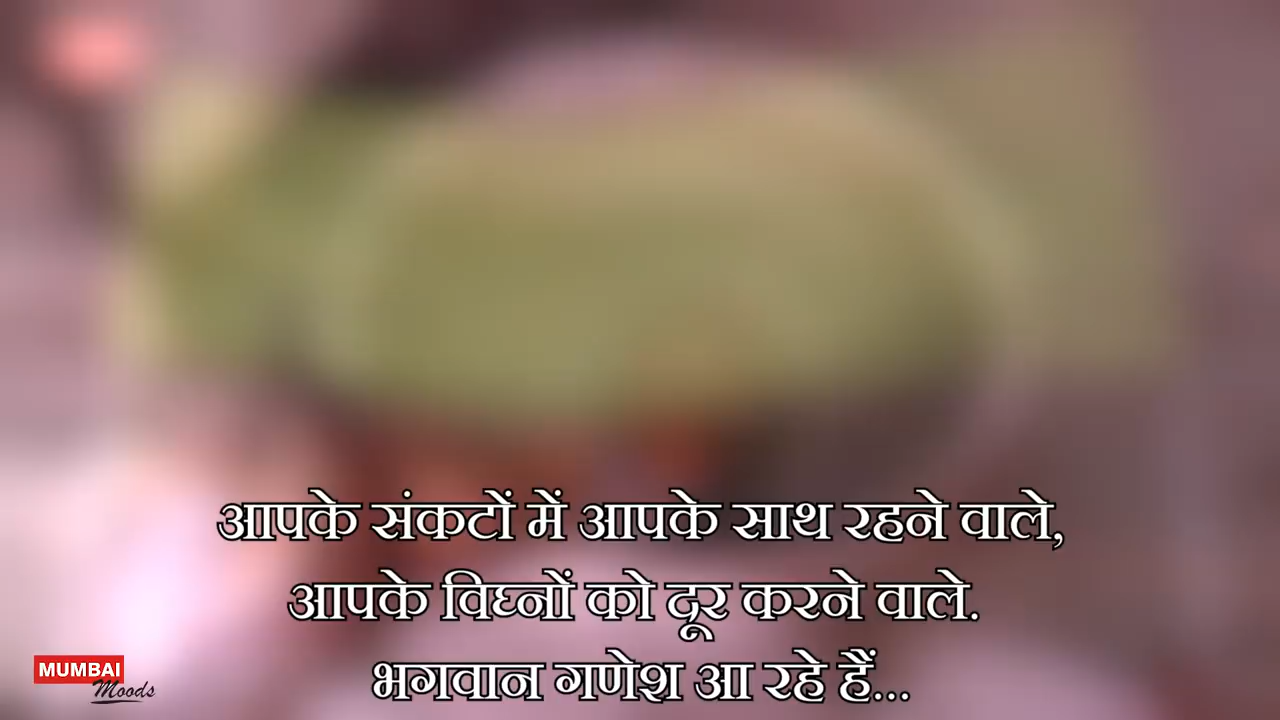 आपके संकटों में आपके साथ रहने वाले,
आपके विघ्नों को दूर करने वाले.
भगवान गणेश आ रहे हैं...
MUMBAI
Moods